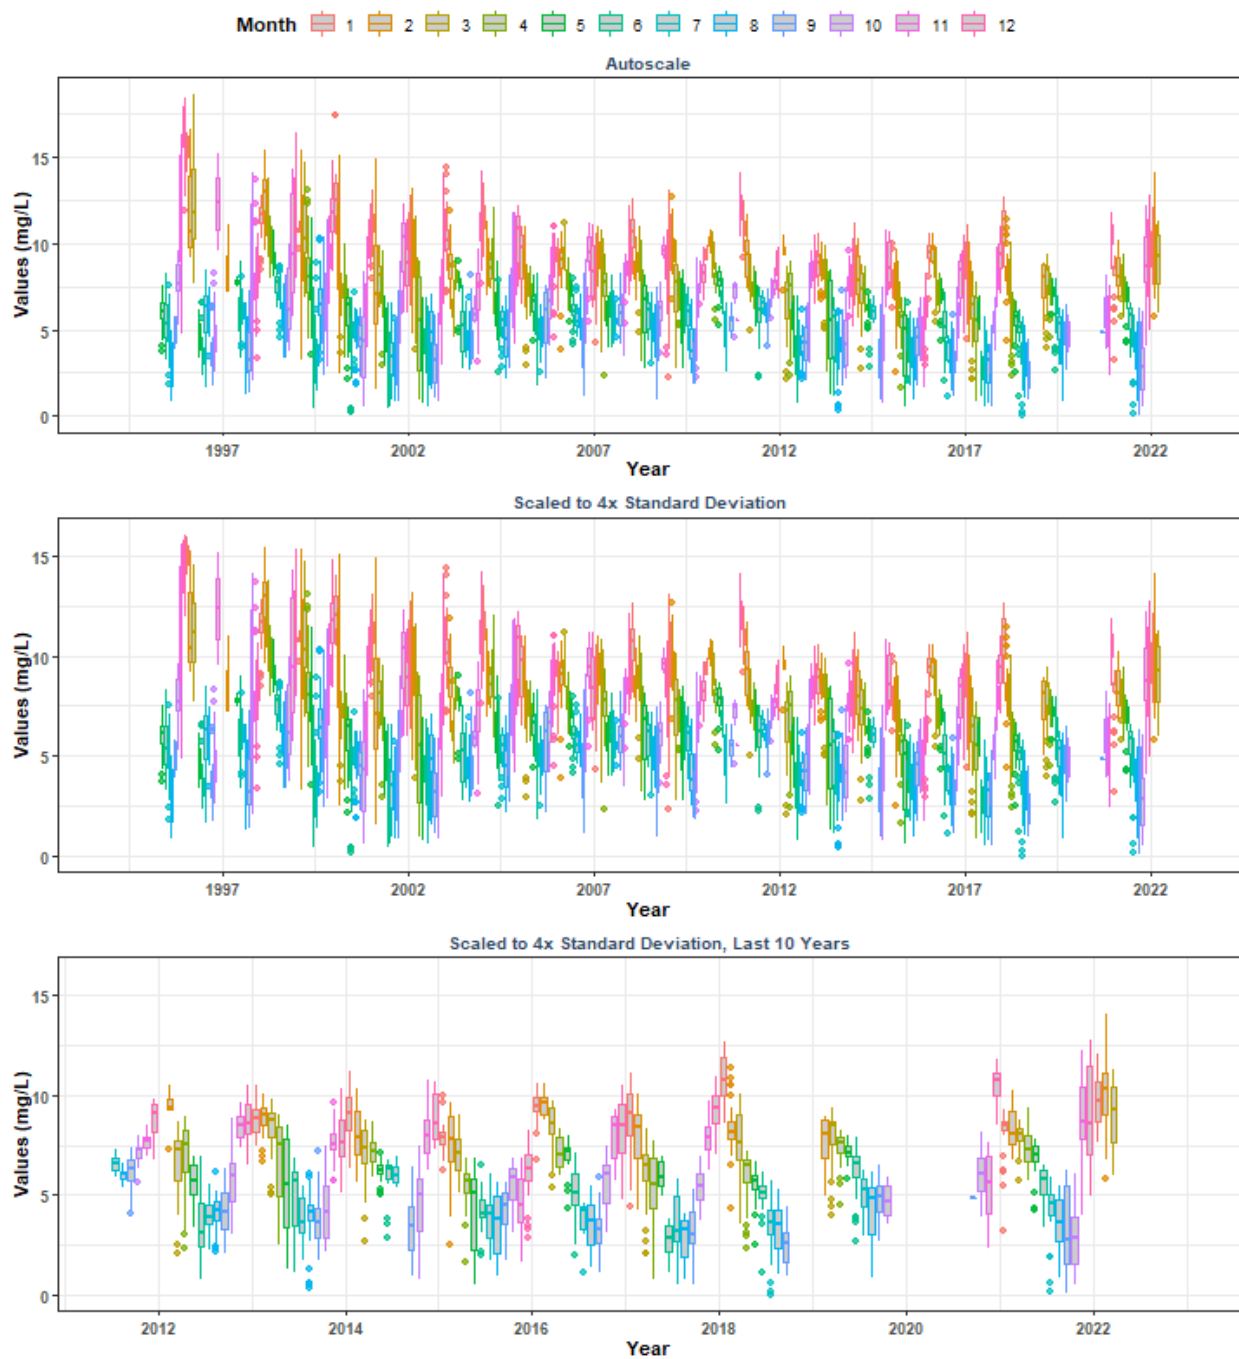 Month 1 2 3 4 5 6 7 8 9 10 11 12
Autoscale
Values (mg/L)
15
10
5
0
1997 2002 2007 2012 2017 2022
Year
Scaled to 4x Standard Deviation
Values (mg/L)
15
10
5
0
1997 2002 2007 2012 2017 2022
Year
Scaled to 4x Standard Deviation, Last 10 Years
Values (mg/L)
15
10
5
0
2012 2014 2016 2018 2020 2022
Year